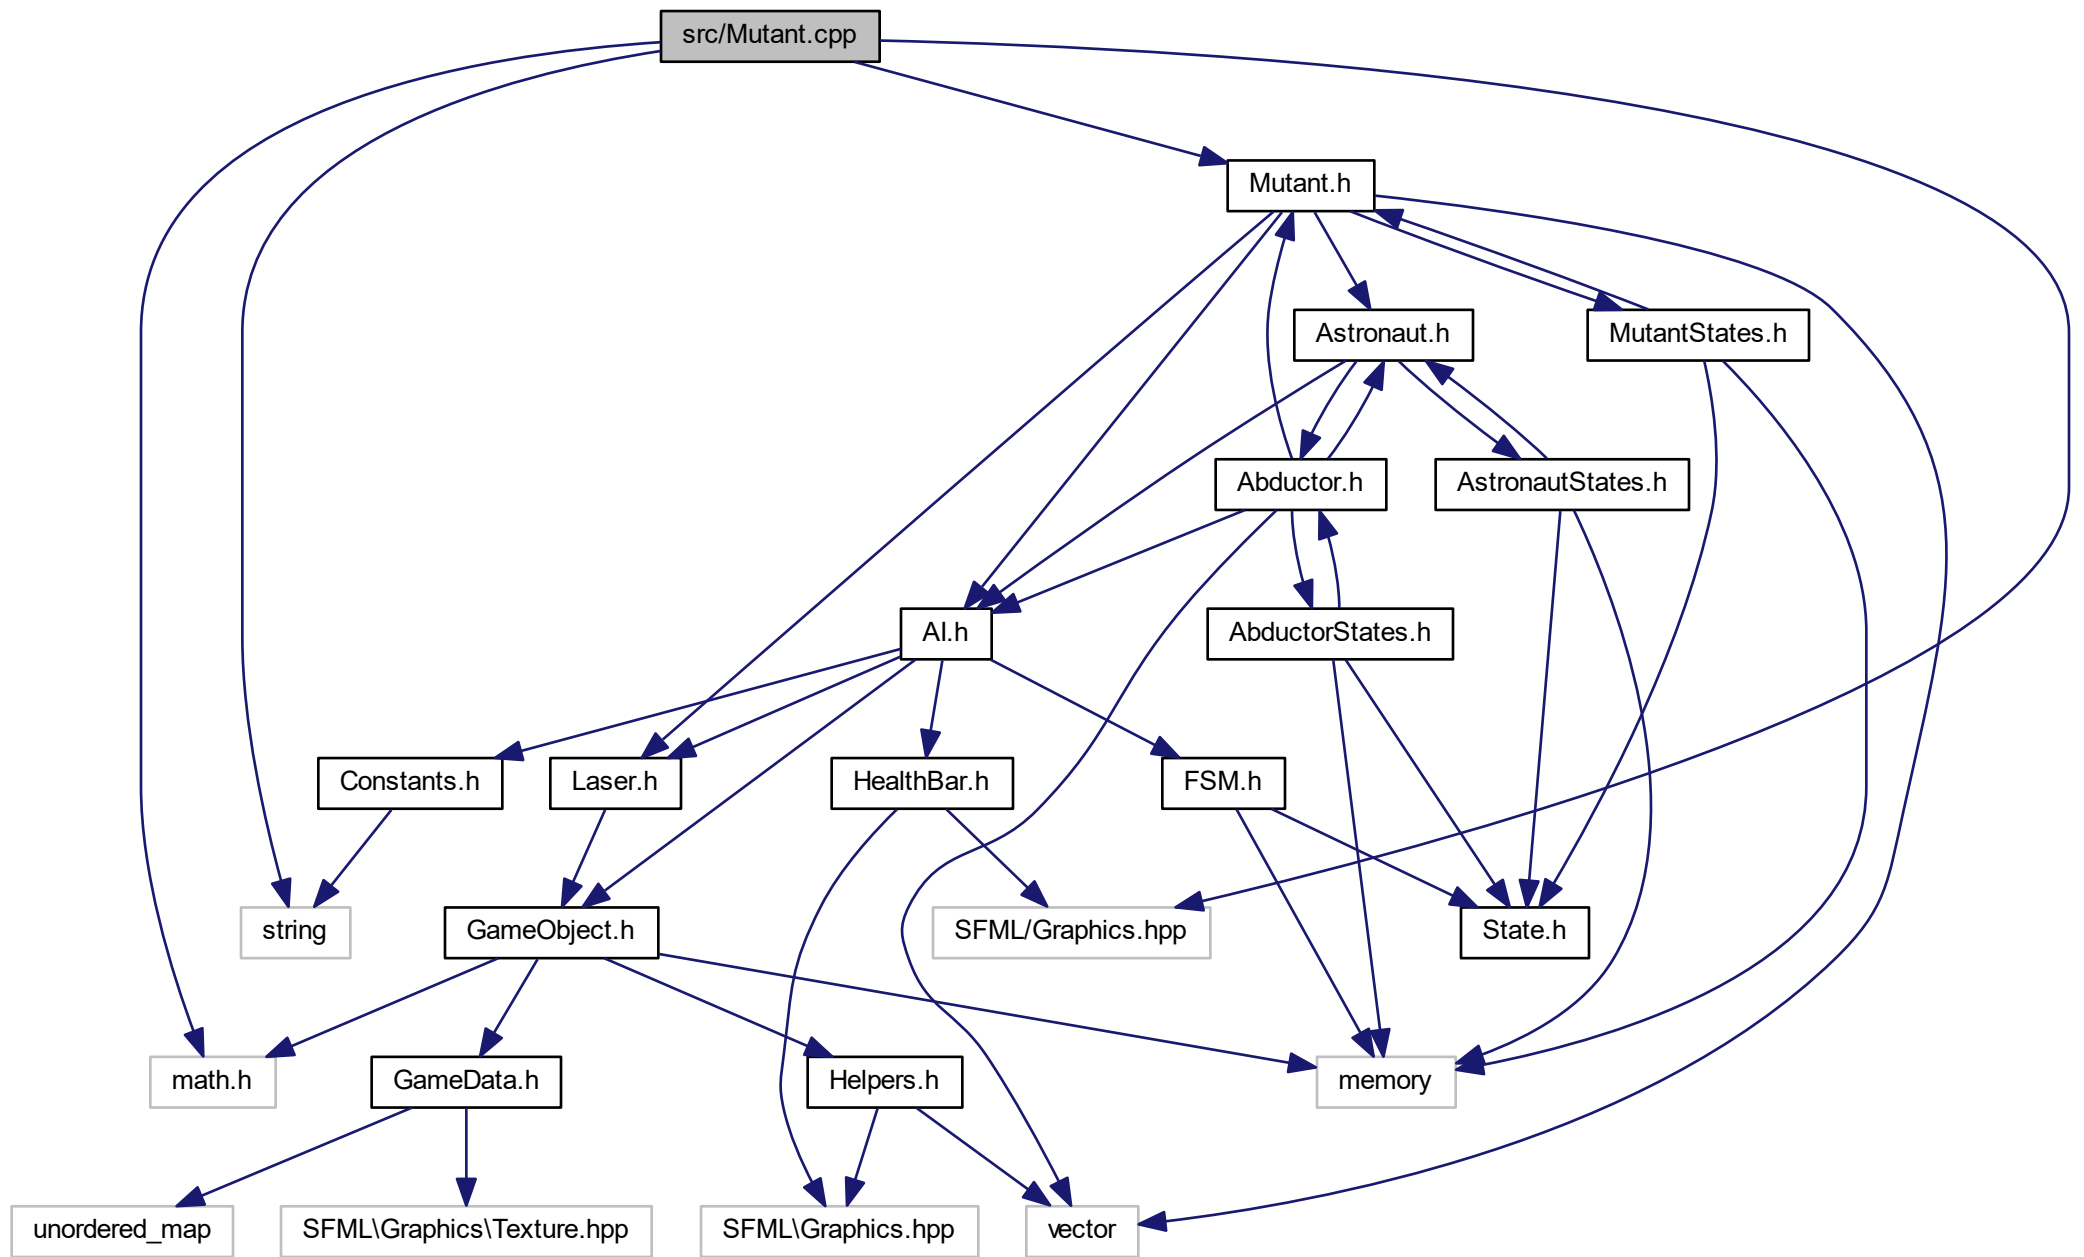 src/Mutant.cpp
Mutant.h
Astronaut.h
MutantStates.h
Abductor.h
AstronautStates.h
AI.h
AbductorStates.h
Constants.h
Laser.h
HealthBar.h
FSM.h
string
GameObject.h
SFML/Graphics.hpp
State.h
math.h
GameData.h
Helpers.h
memory
unordered_map
SFML\Graphics\Texture.hpp
SFML\Graphics.hpp
vector